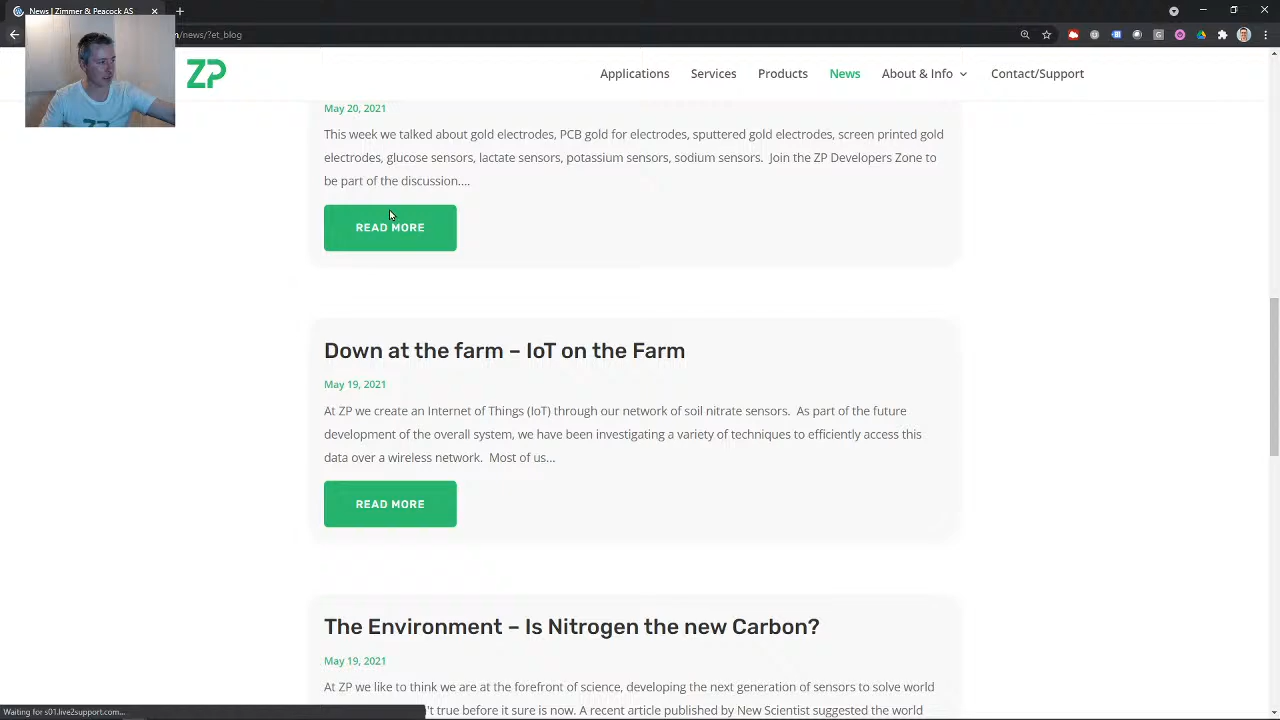 News & Insights of ZP AS
m/news/?et_blog
ZP
Applications
Services
Products
News
About & Info
Contact/Support
May 20, 2021
This week we talked about gold electrodes, PCB gold for electrodes, sputtered gold electrodes, screen printed gold
electrodes, glucose sensors, lactate sensors, potassium sensors, sodium sensors. Join the ZP Developers Zone to
be part of the discussion....
READ MORE
Down at the farm – IoT on the Farm
May 19, 2021
At ZP we create an Internet of Things (IoT) through our network of soil nitrate sensors. As part of the future
development of the overall system, we have been investigating a variety of techniques to efficiently access this
data over a wireless network. Most of us...
READ MORE
The Environment – Is Nitrogen the new Carbon?
May 19, 2021
At ZP we like to think we are at the forefront of science, developing the next generation of sensors to solve world
't true before it sure is now. A recent article published by New Scientist suggested the world
Waiting for s01.live2support.com...